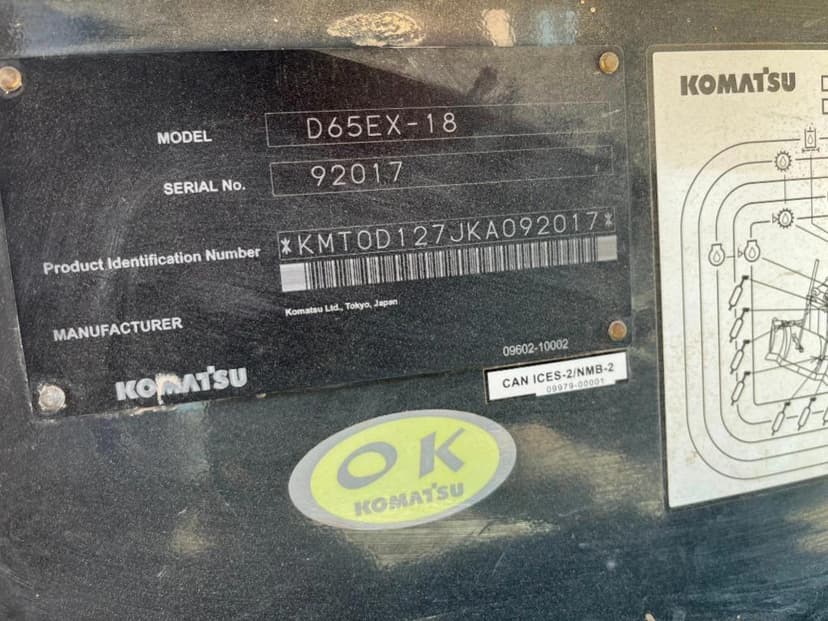 MODEL D65EX-18
SERIAL No. 92017
Product Identification Number *KMT0D127JKA092017*
Komatsu Ltd., Tokyo, Japan
MANUFACTURER
09602-10002
KOMATSU
CAN ICES-2/NMB-2
09979-00001
OK
KOMATSU
KOMATSU